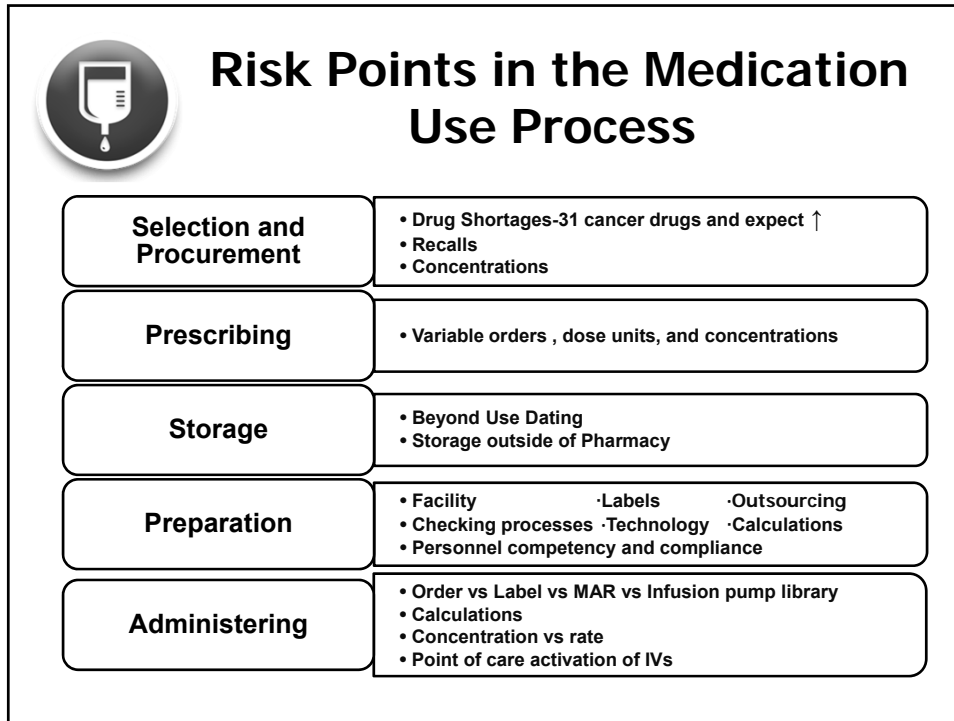 Risk Points in the Medication
Use Process
Selection and
Procurement
• Drug Shortages-31 cancer drugs and expect ↑
• Recalls
• Concentrations
Prescribing
• Variable orders , dose units, and concentrations
Storage
• Beyond Use Dating
• Storage outside of Pharmacy
Preparation
• Facility ·Labels ·Outsourcing
• Checking processes ·Technology ·Calculations
• Personnel competency and compliance
Administering
• Order vs Label vs MAR vs Infusion pump library
• Calculations
• Concentration vs rate
• Point of care activation of IVs